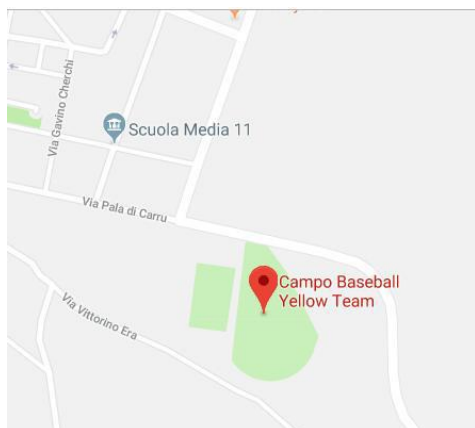 Scuola Media 11
Via Gavino Cherchi
Via Pala di Carru
Campo Baseball
Yellow Team
Via Vittorino Era